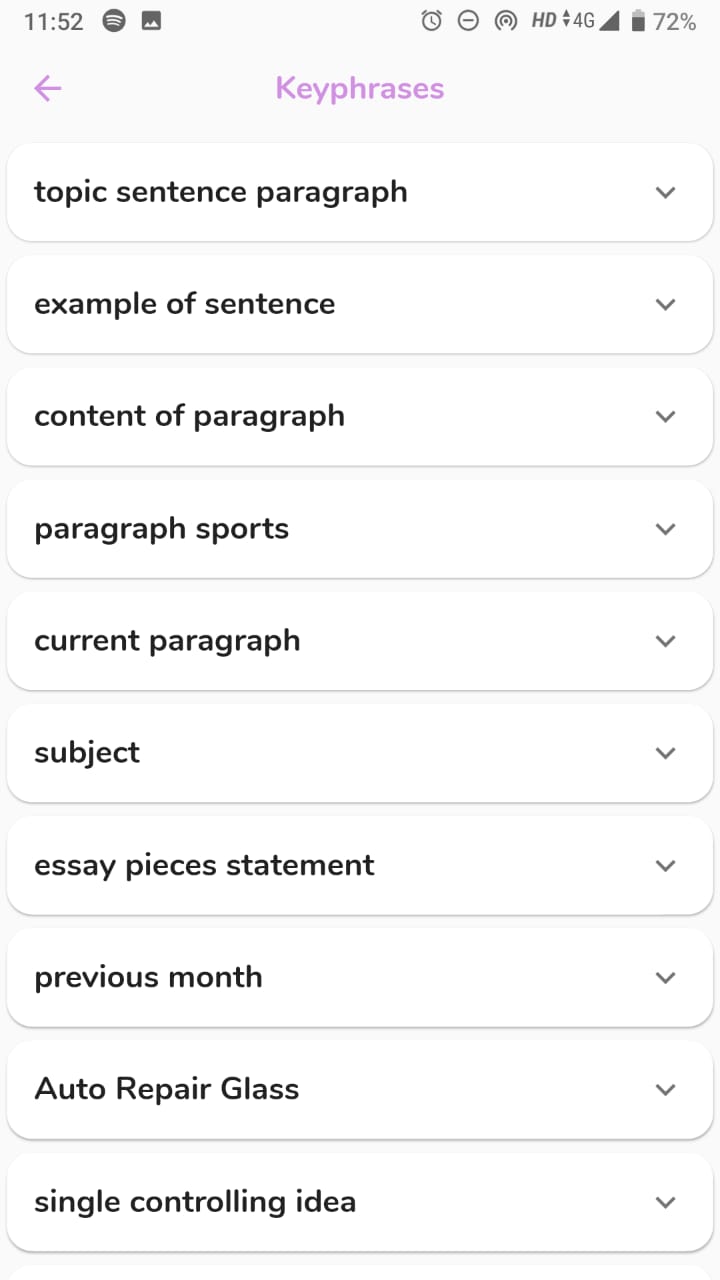 11:52 HD 4G 72%
Keyphrases
topic sentence paragraph
example of sentence
content of paragraph
paragraph sports
current paragraph
subject
essay pieces statement
previous month
Auto Repair Glass
single controlling idea